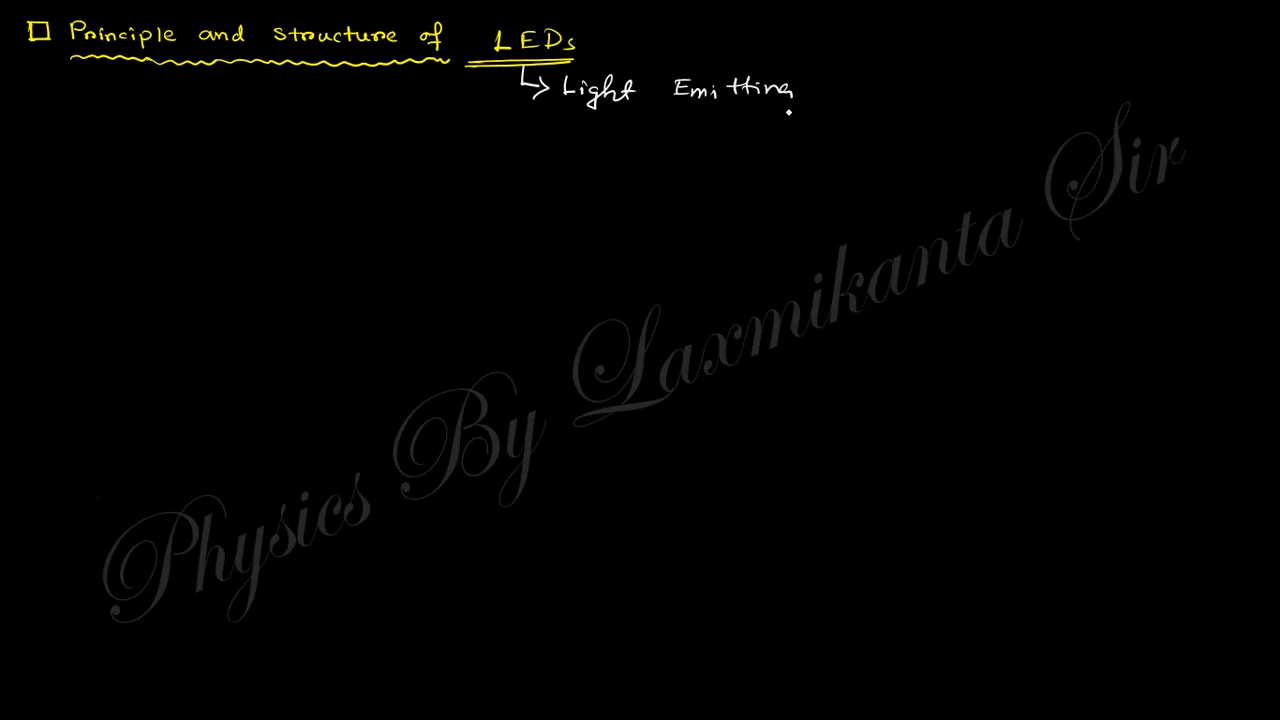 Principle and structure of LEDs
Light Emitting
Physics By Laxmikanta Sir